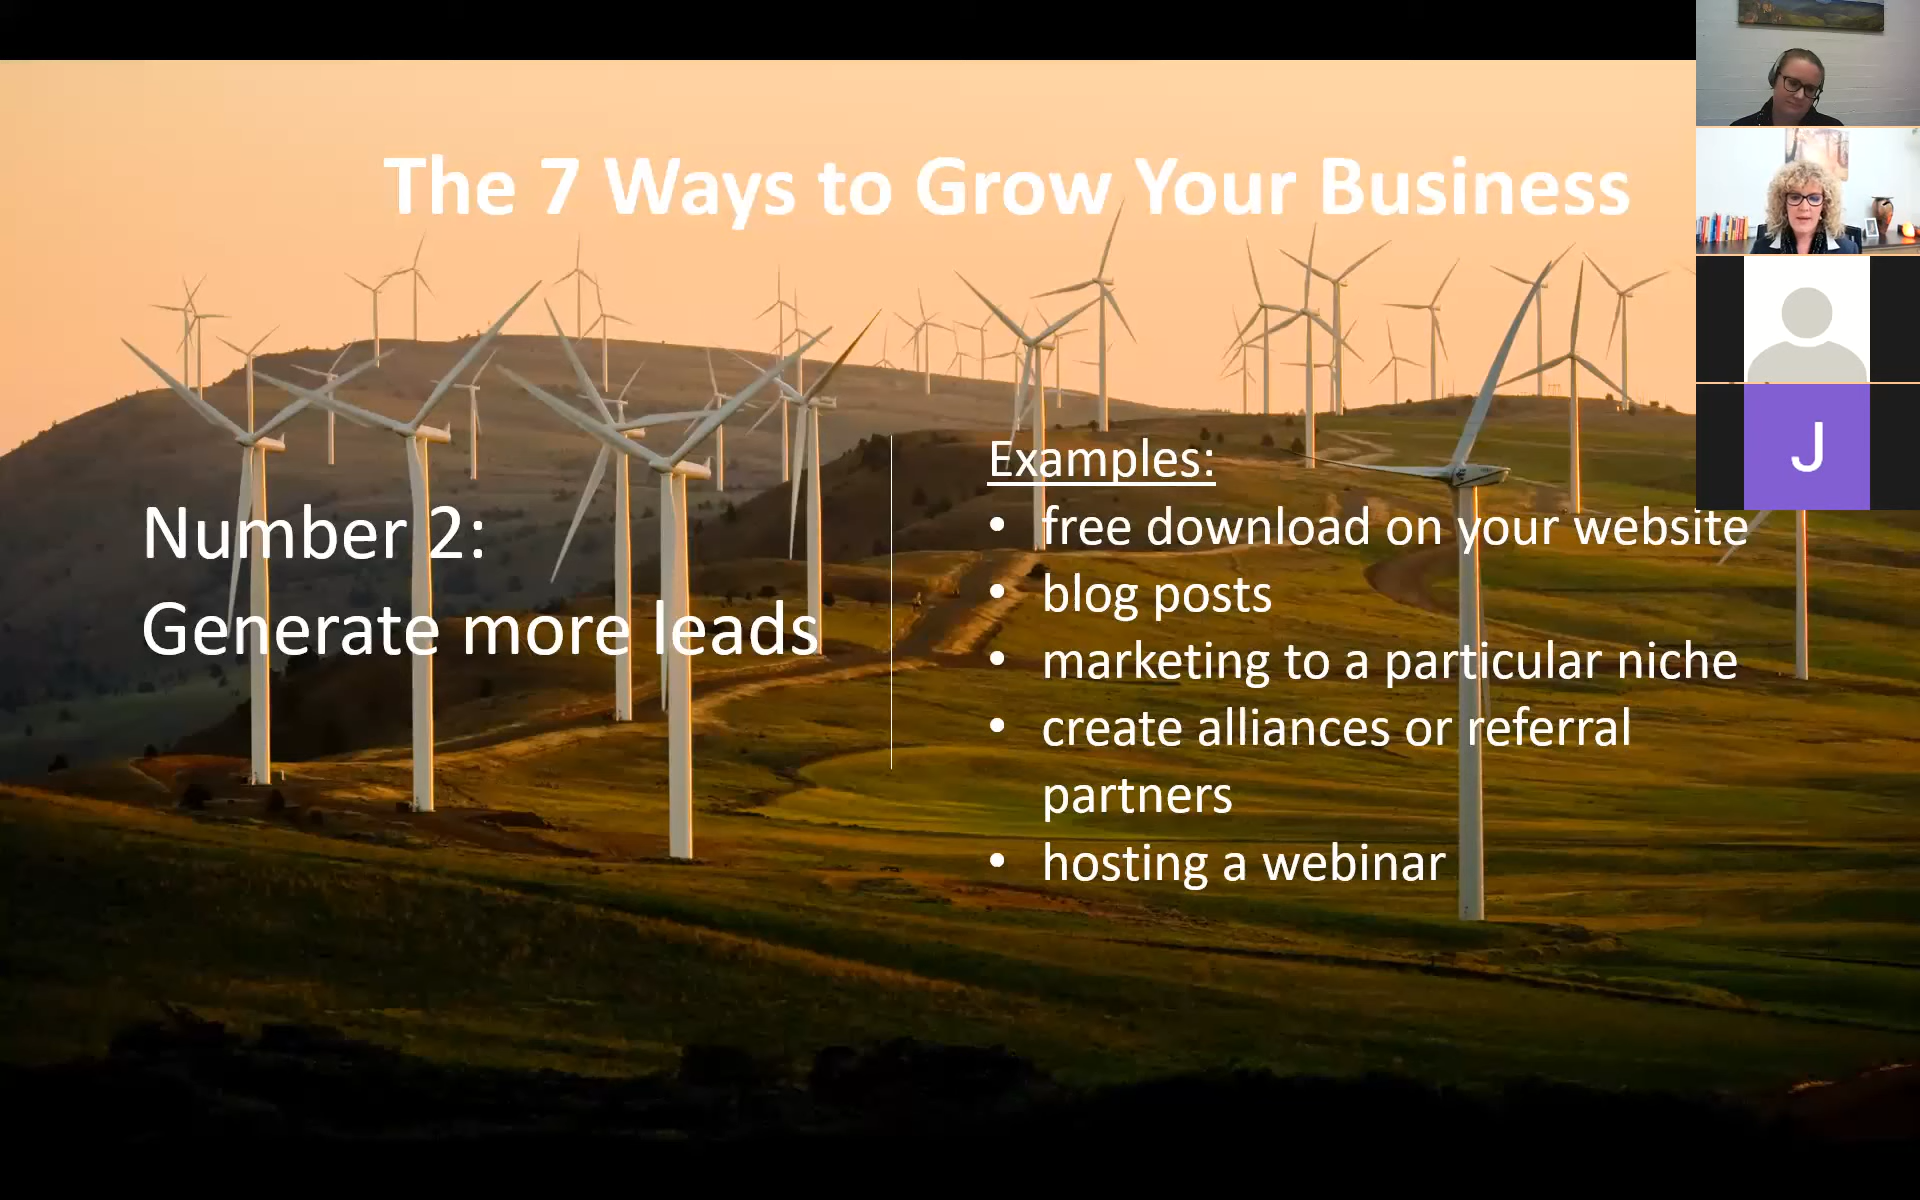 The 7 Ways to Grow Your Business
Number 2:
Generate more leads
Examples:
• free download on your website
• blog posts
• marketing to a particular niche
• create alliances or referral
partners
• hosting a webinar
J